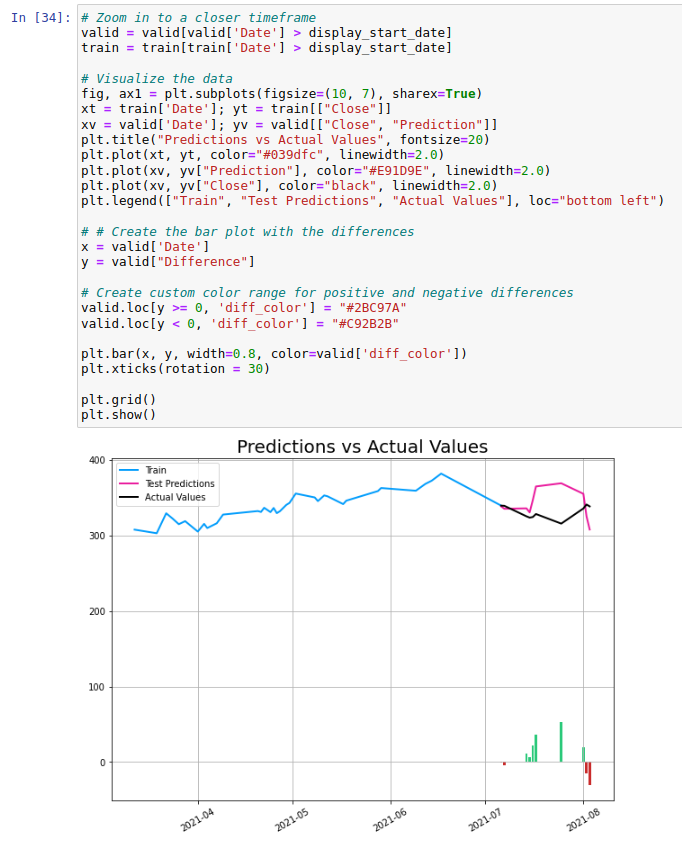 In [34]: # Zoom in to a closer timeframe
valid = valid[valid['Date'] > display_start_date]
train = train[train['Date'] > display_start_date]
# Visualize the data
fig, ax1 = plt.subplots(figsize=(10, 7), sharex=True)
xt = train['Date']; yt = train[["Close"]]
xv = valid['Date']; yv = valid[["Close", "Prediction"]]
plt.title("Predictions vs Actual Values", fontsize=20)
plt.plot(xt, yt, color="#039dfc", linewidth=2.0)
plt.plot(xv, yv["Prediction"], color="#E91D9E", linewidth=2.0)
plt.plot(xv, yv["Close"], color="black", linewidth=2.0)
plt.legend(["Train", "Test Predictions", "Actual Values"], loc="bottom left")
# # Create the bar plot with the differences
x = valid['Date']
y = valid["Difference"]
# Create custom color range for positive and negative differences
valid.loc[y >= 0, 'diff_color'] = "#2BC97A"
valid.loc[y < 0, 'diff_color'] = "#C92B2B"
plt.bar(x, y, width=0.8, color=valid['diff_color'])
plt.xticks(rotation = 30)
plt.grid()
plt.show()
Predictions vs Actual Values
400
Train
Test Predictions
Actual Values
300
200
100
0
2021-04 2021-05 2021-06 2021-07 2021-08